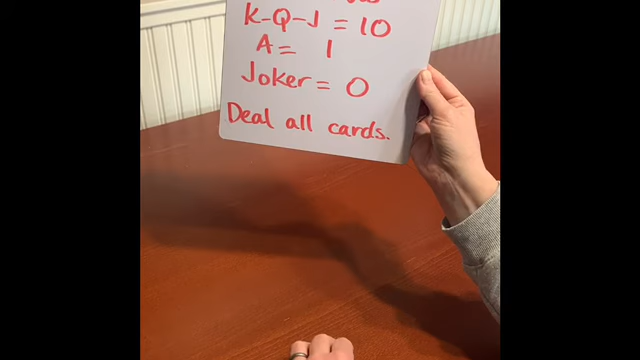 K-Q-J = 10
A = 1
Joker = 0
Deal all cards.